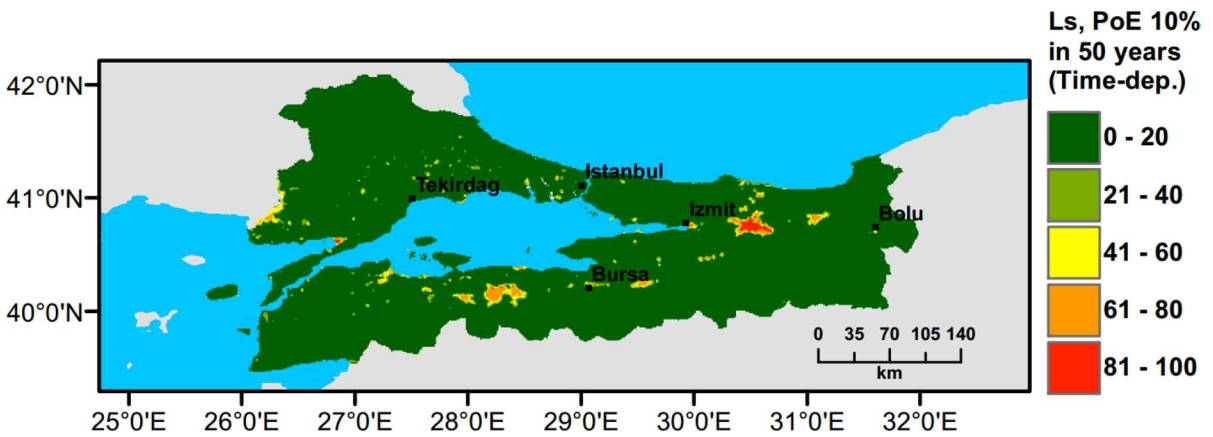 Ls, PoE 10%
in 50 years
(Time-dep.)
0 - 20
21 - 40
41 - 60
61 - 80
81 - 100
42°0'N
41°0'N
40°0'N
Istanbul
Tekirdag
Izmit
Bolu
Bursa
0 35 70 105 140
km
25°0'E 26°0'E 27°0'E 28°0'E 29°0'E 30°0'E 31°0'E 32°0'E